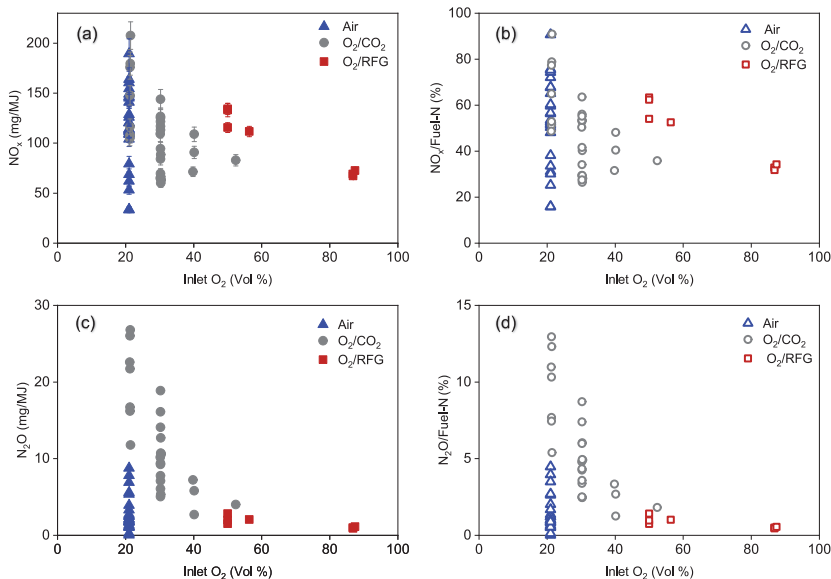 (a)
Air
O₂/CO₂
O₂/RFG
200
150
100
50
0
NOₓ (mg/MJ)
0 20 40 60 80 100
Inlet O₂ (Vol %)
(b)
Air
O₂/CO₂
O₂/RFG
100
80
60
40
20
0
NOₓ/Fuel-N (%)
0 20 40 60 80 100
Inlet O₂ (Vol %)
(c)
Air
O₂/CO₂
O₂/RFG
30
20
10
0
N₂O (mg/MJ)
0 20 40 60 80 100
Inlet O₂ (Vol %)
(d)
Air
O₂/CO₂
O₂/RFG
15
10
5
0
N₂O/Fuel-N (%)
0 20 40 60 80 100
Inlet O₂ (Vol %)